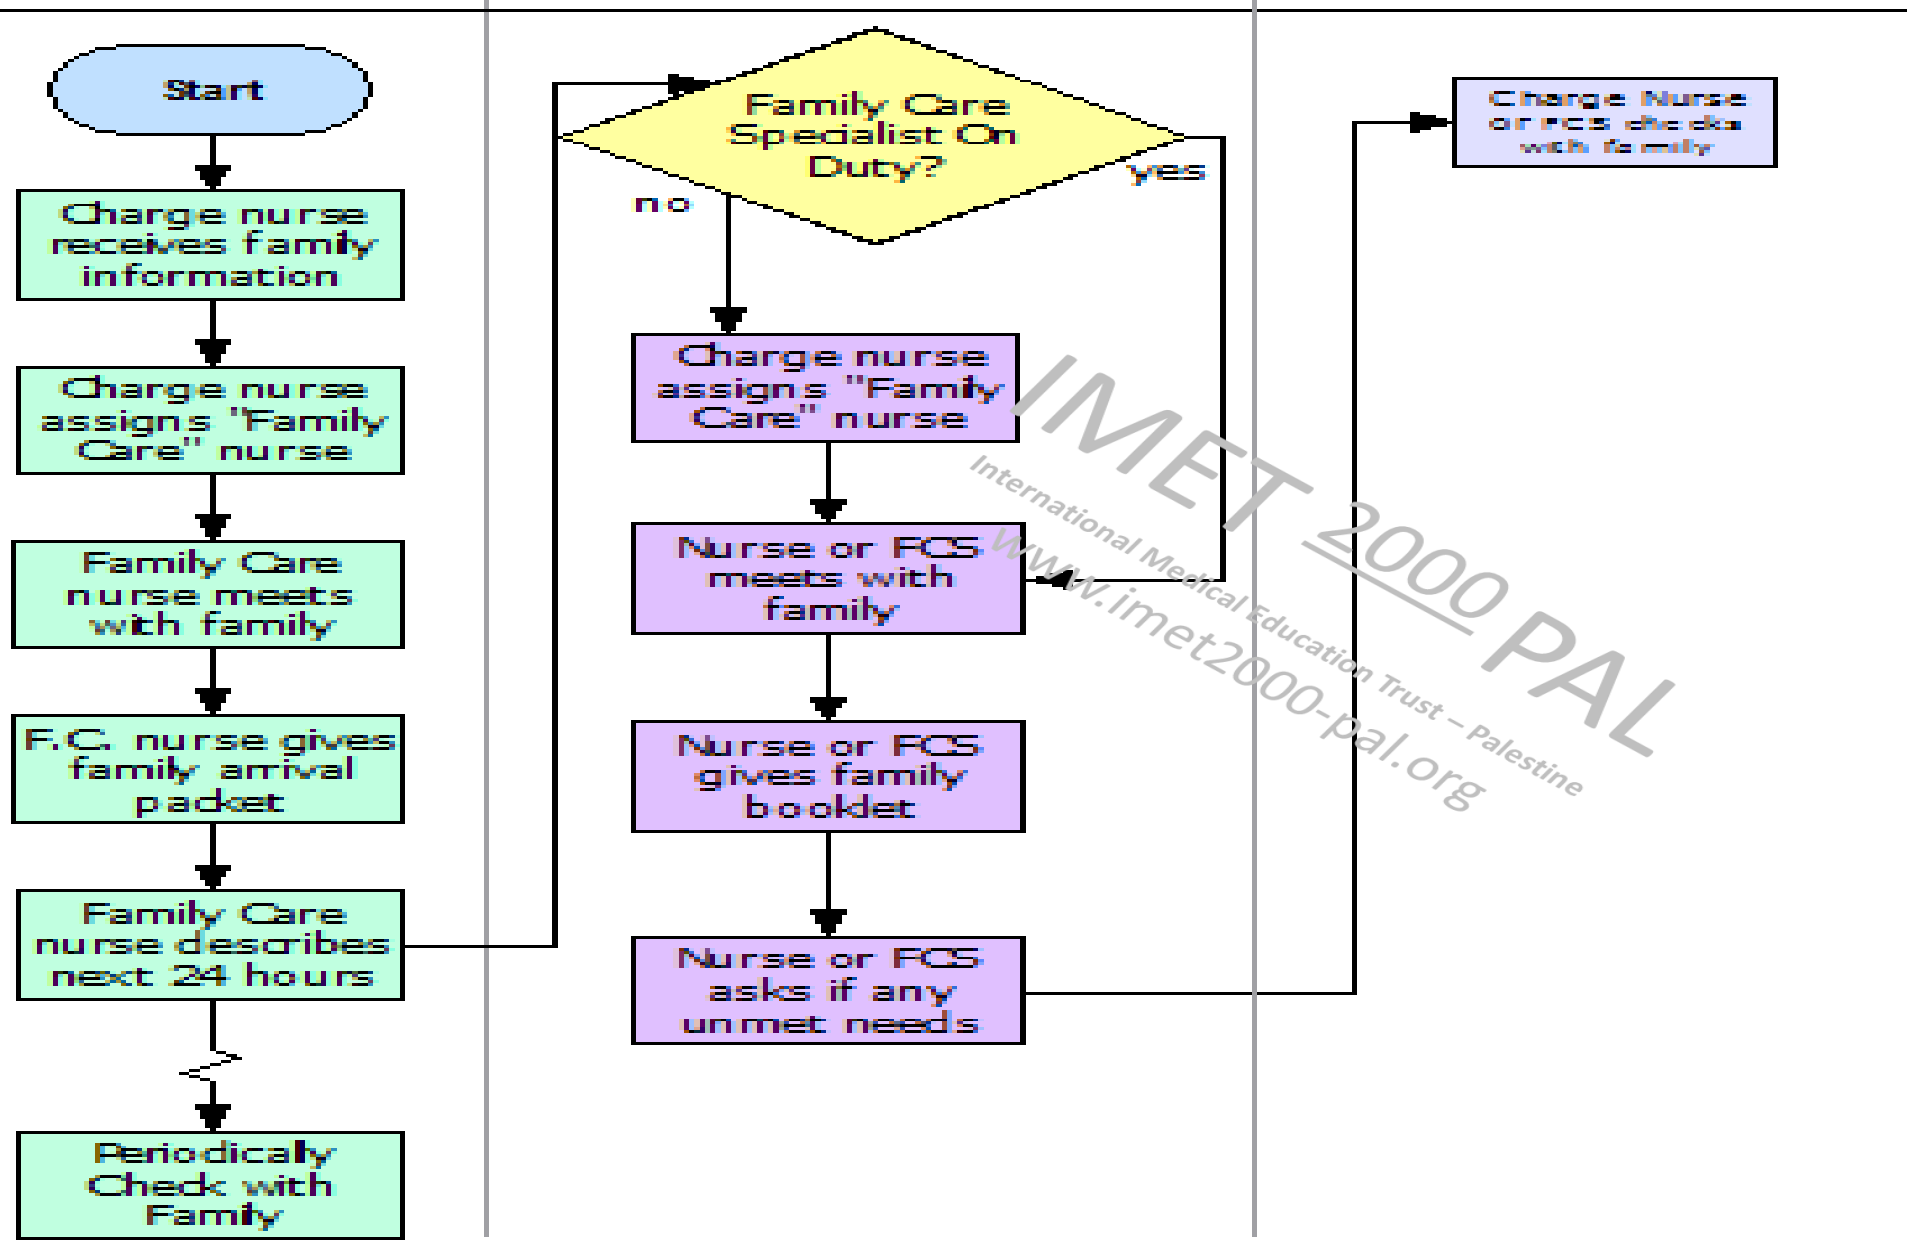 Start
Charge nurse
receives family
information
Charge nurse
assigns "Family
Care" nurse
Family Care
nurse meets
with family
F.C. nurse gives
family arrival
packet
Family Care
nurse describes
next 24 hours
Periodically
Check with
Family
Family Care
Specialist On
Duty?
no
yes
Charge nurse
assigns "Family
Care" nurse
Nurse or FCS
meets with
family
Nurse or FCS
gives family
booklet
Nurse or FCS
asks if any
unmet needs
Charge Nurse
or FCS checks
with family
IMET 2000 PAL
International Medical Education Trust – Palestine
www.imet2000-pal.org